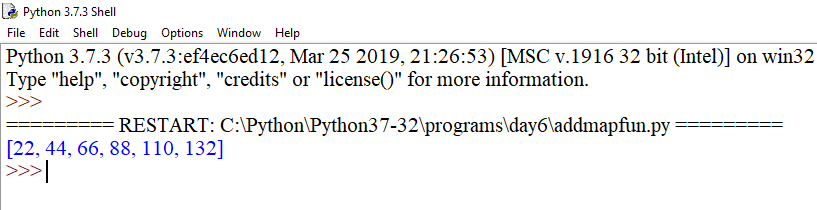 Python 3.7.3 Shell
File Edit Shell Debug Options Window Help
Python 3.7.3 (v3.7.3:ef4ec6ed12, Mar 25 2019, 21:26:53) [MSC v.1916 32 bit (Intel)] on win32
Type "help", "copyright", "credits" or "license()" for more information.
>>>
========= RESTART: C:\Python\Python37-32\programs\day6\addmapfun.py =========
[22, 44, 66, 88, 110, 132]
>>>